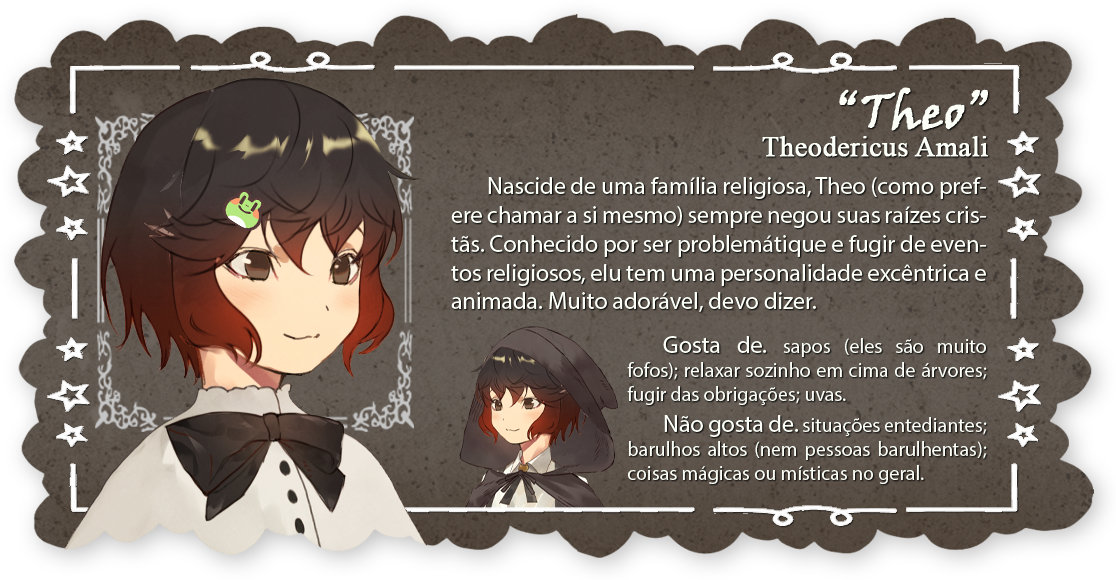 “Theo”
Theodericus Amali
Nascide de uma família religiosa, Theo (como pref-
ere chamar a si mesmo) sempre negou suas raízes cris-
tãs. Conhecido por ser problemátique e fugir de even-
tos religiosos, elu tem uma personalidade excêntrica e
animada. Muito adorável, devo dizer.
Gosta de. sapos (eles são muito
fofos); relaxar sozinho em cima de árvores;
fugir das obrigações; uvas.
Não gosta de. situações entediantes;
barulhos altos (nem pessoas barulhentas);
coisas mágicas ou místicas no geral.